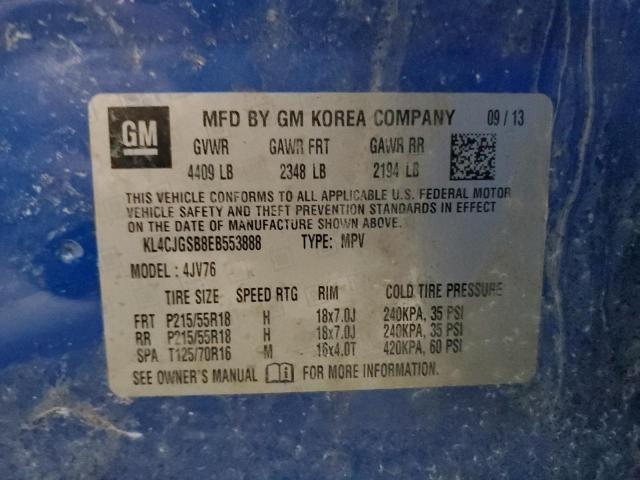 GM MFD BY GM KOREA COMPANY 09/13
GVWR GAWR FRT GAWR RR
4409 LB 2348 LB 2194 LB
THIS VEHICLE CONFORMS TO ALL APPLICABLE U.S. FEDERAL MOTOR
VEHICLE SAFETY AND THEFT PREVENTION STANDARDS IN EFFECT
ON THE DATE OF MANUFACTURE SHOWN ABOVE.
KL4CJGSB8EB553888 TYPE: MPV
MODEL: 4JV76
TIRE SIZE SPEED RTG RIM COLD TIRE PRESSURE
FRT P215/55R18 H 18x7.0J 240KPA, 35 PSI
RR P215/55R18 H 18x7.0J 240KPA, 35 PSI
SPA T125/70R16 M 16x4.0T 420KPA, 60 PSI
SEE OWNER'S MANUAL FOR MORE INFORMATION.